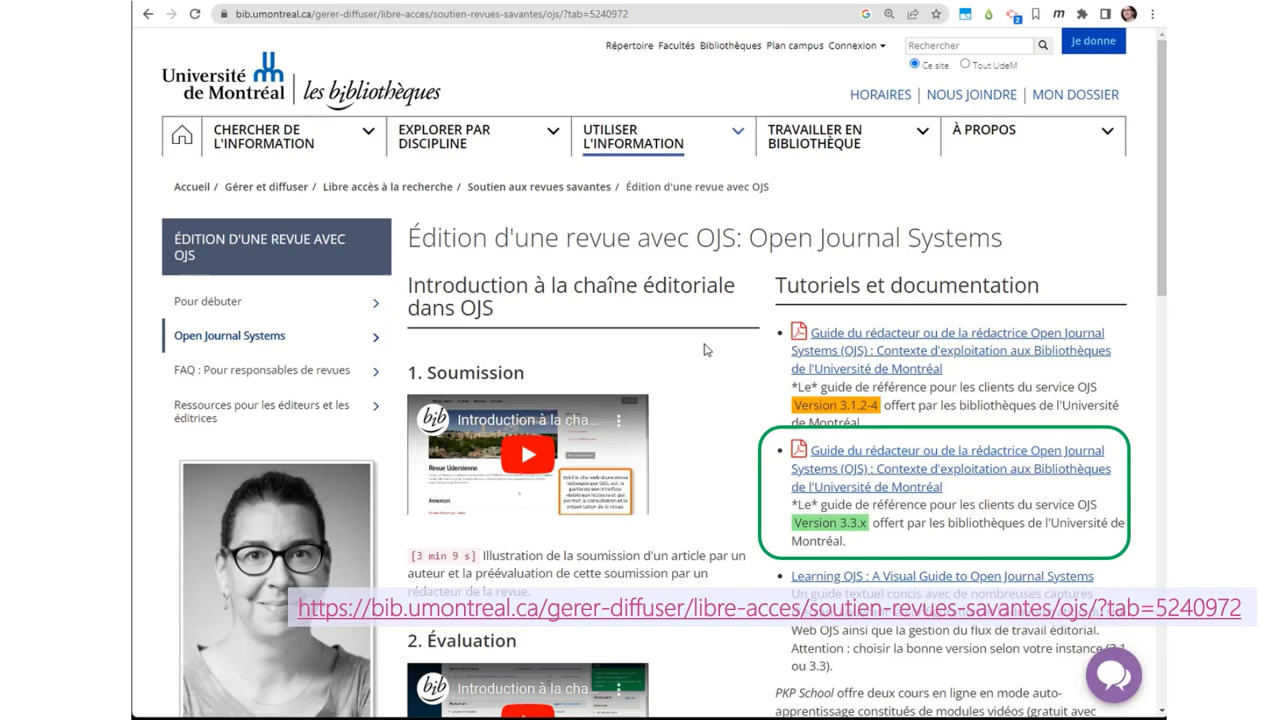 bib.umontreal.ca/gerer-diffuser/libre-acces/soutien-revues-savantes/ojs/?tab=5240972
Répertoire Facultés Bibliothèques Plan campus Connexion
Rechercher
Je donne
Ce site Tout UdeM
Université de Montréal
les bibliothèques
HORAIRES | NOUS JOINDRE | MON DOSSIER
CHERCHER DE L'INFORMATION
EXPLORER PAR DISCIPLINE
UTILISER L'INFORMATION
TRAVAILLER EN BIBLIOTHÈQUE
À PROPOS
Accueil / Gérer et diffuser / Libre accès à la recherche / Soutien aux revues savantes / Édition d'une revue avec OJS
ÉDITION D'UNE REVUE AVEC
OJS
Pour débuter
Open Journal Systems
FAQ : Pour responsables de revues
Ressources pour les éditeurs et les
éditrices
Édition d'une revue avec OJS: Open Journal Systems
Introduction à la chaîne éditoriale
dans OJS
1. Soumission
bib Introduction à la cha...
Revue Udemienne
Annonces
[3 min 9 s] Illustration de la soumission d'un article par un
auteur et la préévaluation de cette soumission par un
rédacteur de la revue.
2. Évaluation
bib Introduction à la cha...
Tutoriels et documentation
Guide du rédacteur ou de la rédactrice Open Journal
Systems (OJS) : Contexte d'exploitation aux Bibliothèques
de l'Université de Montréal
*Le* guide de référence pour les clients du service OJS
Version 3.1.2-4 offert par les bibliothèques de l'Université
de Montréal.
Guide du rédacteur ou de la rédactrice Open Journal
Systems (OJS) : Contexte d'exploitation aux Bibliothèques
de l'Université de Montréal
*Le* guide de référence pour les clients du service OJS
Version 3.3.x offert par les bibliothèques de l'Université de
Montréal.
Learning OJS : A Visual Guide to Open Journal Systems
Un guide textuel concis avec de nombreuses captures
https://bib.umontreal.ca/gerer-diffuser/libre-acces/soutien-revues-savantes/ojs/?tab=5240972
Web OJS ainsi que la gestion du flux de travail éditorial.
Attention : choisir la bonne version selon votre instance (3.1
ou 3.3).
PKP School offre deux cours en ligne en mode auto-
apprentissage constitués de modules vidéos (gratuit avec